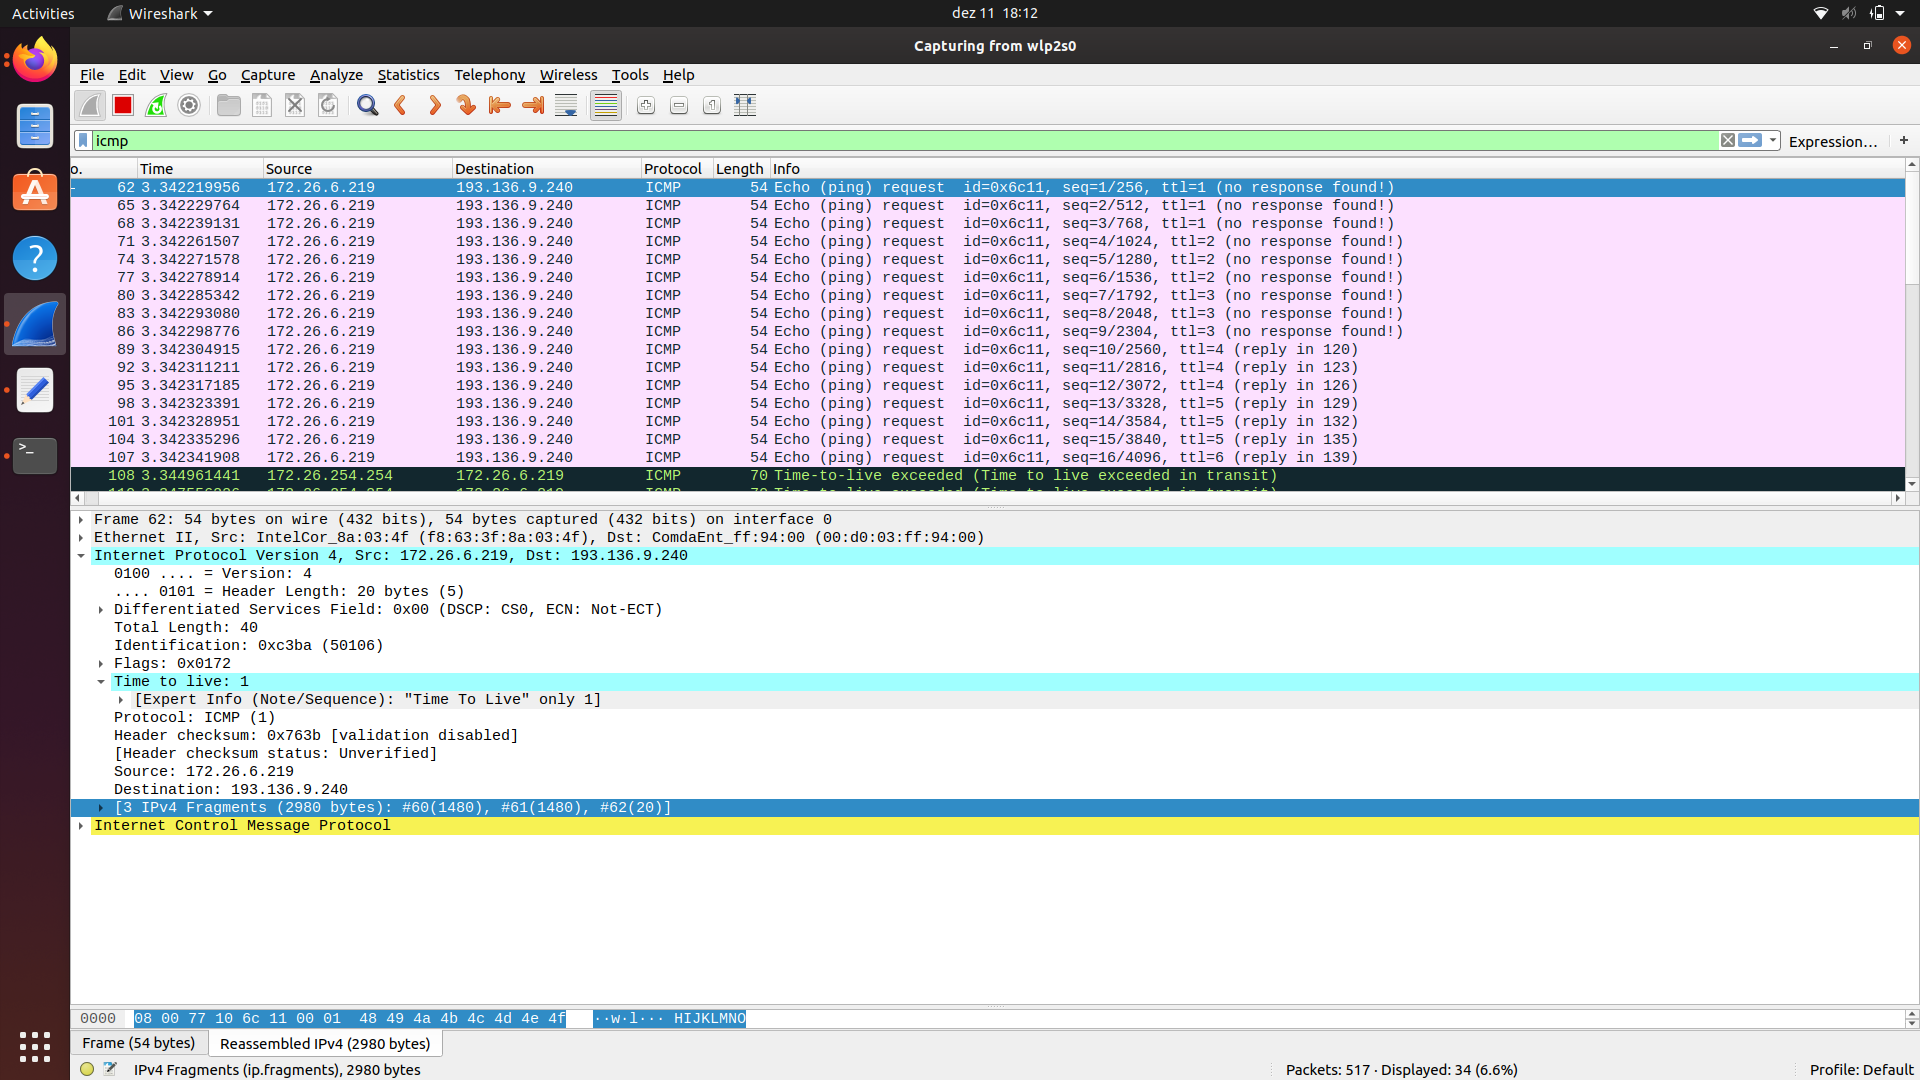 Activities Wireshark dez 11 18:12
Capturing from wlp2s0
File Edit View Go Capture Analyze Statistics Telephony Wireless Tools Help
icmp Expression… +
o. Time Source Destination Protocol Length Info
62 3.342219956 172.26.6.219 193.136.9.240 ICMP 54 Echo (ping) request id=0x6c11, seq=1/256, ttl=1 (no response found!)
65 3.342229764 172.26.6.219 193.136.9.240 ICMP 54 Echo (ping) request id=0x6c11, seq=2/512, ttl=1 (no response found!)
68 3.342239131 172.26.6.219 193.136.9.240 ICMP 54 Echo (ping) request id=0x6c11, seq=3/768, ttl=1 (no response found!)
71 3.342261507 172.26.6.219 193.136.9.240 ICMP 54 Echo (ping) request id=0x6c11, seq=4/1024, ttl=2 (no response found!)
74 3.342271578 172.26.6.219 193.136.9.240 ICMP 54 Echo (ping) request id=0x6c11, seq=5/1280, ttl=2 (no response found!)
77 3.342278914 172.26.6.219 193.136.9.240 ICMP 54 Echo (ping) request id=0x6c11, seq=6/1536, ttl=2 (no response found!)
80 3.342285342 172.26.6.219 193.136.9.240 ICMP 54 Echo (ping) request id=0x6c11, seq=7/1792, ttl=3 (no response found!)
83 3.342293080 172.26.6.219 193.136.9.240 ICMP 54 Echo (ping) request id=0x6c11, seq=8/2048, ttl=3 (no response found!)
86 3.342298776 172.26.6.219 193.136.9.240 ICMP 54 Echo (ping) request id=0x6c11, seq=9/2304, ttl=3 (no response found!)
89 3.342304915 172.26.6.219 193.136.9.240 ICMP 54 Echo (ping) request id=0x6c11, seq=10/2560, ttl=4 (reply in 120)
92 3.342311211 172.26.6.219 193.136.9.240 ICMP 54 Echo (ping) request id=0x6c11, seq=11/2816, ttl=4 (reply in 123)
95 3.342317185 172.26.6.219 193.136.9.240 ICMP 54 Echo (ping) request id=0x6c11, seq=12/3072, ttl=4 (reply in 126)
98 3.342323391 172.26.6.219 193.136.9.240 ICMP 54 Echo (ping) request id=0x6c11, seq=13/3328, ttl=5 (reply in 129)
101 3.342328951 172.26.6.219 193.136.9.240 ICMP 54 Echo (ping) request id=0x6c11, seq=14/3584, ttl=5 (reply in 132)
104 3.342335296 172.26.6.219 193.136.9.240 ICMP 54 Echo (ping) request id=0x6c11, seq=15/3840, ttl=5 (reply in 135)
107 3.342341908 172.26.6.219 193.136.9.240 ICMP 54 Echo (ping) request id=0x6c11, seq=16/4096, ttl=6 (reply in 139)
108 3.344961441 172.26.254.254 172.26.6.219 ICMP 70 Time-to-live exceeded (Time to live exceeded in transit)
Frame 62: 54 bytes on wire (432 bits), 54 bytes captured (432 bits) on interface 0
Ethernet II, Src: IntelCor_8a:03:4f (f8:63:3f:8a:03:4f), Dst: ComdaEnt_ff:94:00 (00:d0:03:ff:94:00)
Internet Protocol Version 4, Src: 172.26.6.219, Dst: 193.136.9.240
0100 .... = Version: 4
.... 0101 = Header Length: 20 bytes (5)
Differentiated Services Field: 0x00 (DSCP: CS0, ECN: Not-ECT)
Total Length: 40
Identification: 0xc3ba (50106)
Flags: 0x0172
Time to live: 1
[Expert Info (Note/Sequence): "Time To Live" only 1]
Protocol: ICMP (1)
Header checksum: 0x763b [validation disabled]
[Header checksum status: Unverified]
Source: 172.26.6.219
Destination: 193.136.9.240
[3 IPv4 Fragments (2980 bytes): #60(1480), #61(1480), #62(20)]
Internet Control Message Protocol
0000 08 00 77 10 6c 11 00 01 48 49 4a 4b 4c 4d 4e 4f ··w·l··· HIJKLMNO
Frame (54 bytes) Reassembled IPv4 (2980 bytes)
IPv4 Fragments (ip.fragments), 2980 bytes Packets: 517 · Displayed: 34 (6.6%) Profile: Default